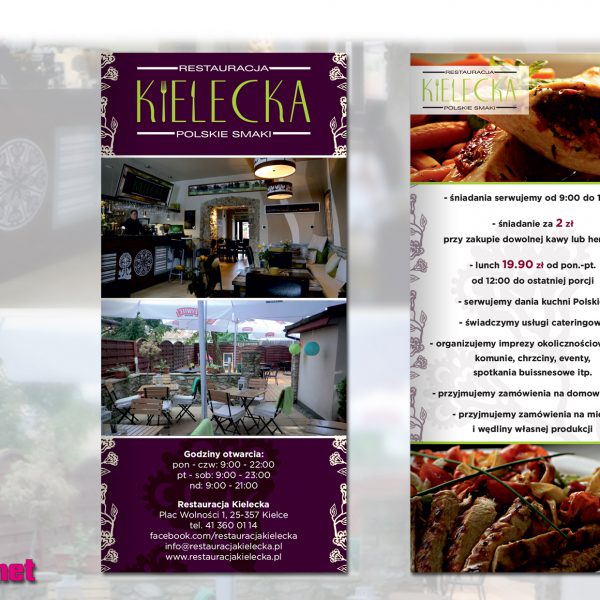 RESTAURACJA
KIELECKA
POLSKIE SMAKI
Godziny otwarcia:
pon - czw: 9:00 - 22:00
pt - sob: 9:00 - 23:00
nd: 9:00 - 21:00
Restauracja Kielecka
Plac Wolności 1, 25-357 Kielce
tel. 41 360 01 14
facebook.com/restauracjakielecka
info@restauracjakielecka.pl
www.restauracjakielecka.pl
RESTAURACJA
KIELECKA
POLSKIE SMAKI
- śniadania serwujemy od 9:00 do 1
- śniadanie za 2 zł
przy zakupie dowolnej kawy lub her
- lunch 19.90 zł od pon.-pt.
od 12:00 do ostatniej porcji
- serwujemy dania kuchni Polskie
- świadczymy usługi cateringow
- organizujemy imprezy okolicznościow
komunie, chrzciny, eventy,
spotkania buissnesowe itp.
- przyjmujemy zamówienia na domow
- przyjmujemy zamówienia na mię
i wędliny własnej produkcji
net